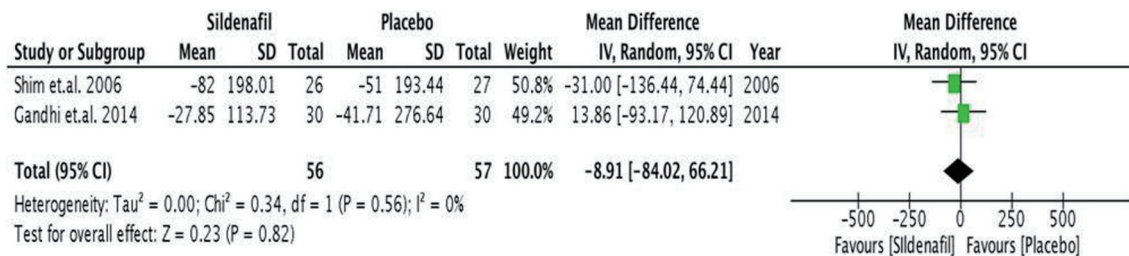 Sildenafil Placebo Mean Difference Mean Difference
Study or Subgroup Mean SD Total Mean SD Total Weight IV, Random, 95% CI Year IV, Random, 95% CI
Shim et.al. 2006 −82 198.01 26 −51 193.44 27 50.8% −31.00 [−136.44, 74.44] 2006
Gandhi et.al. 2014 −27.85 113.73 30 −41.71 276.64 30 49.2% 13.86 [−93.17, 120.89] 2014
Total (95% CI) 56 57 100.0% −8.91 [−84.02, 66.21]
Heterogeneity: Tau² = 0.00; Chi² = 0.34, df = 1 (P = 0.56); I² = 0%
Test for overall effect: Z = 0.23 (P = 0.82)
−500 −250 0 250 500
Favours [SIldenafil] Favours [Placebo]